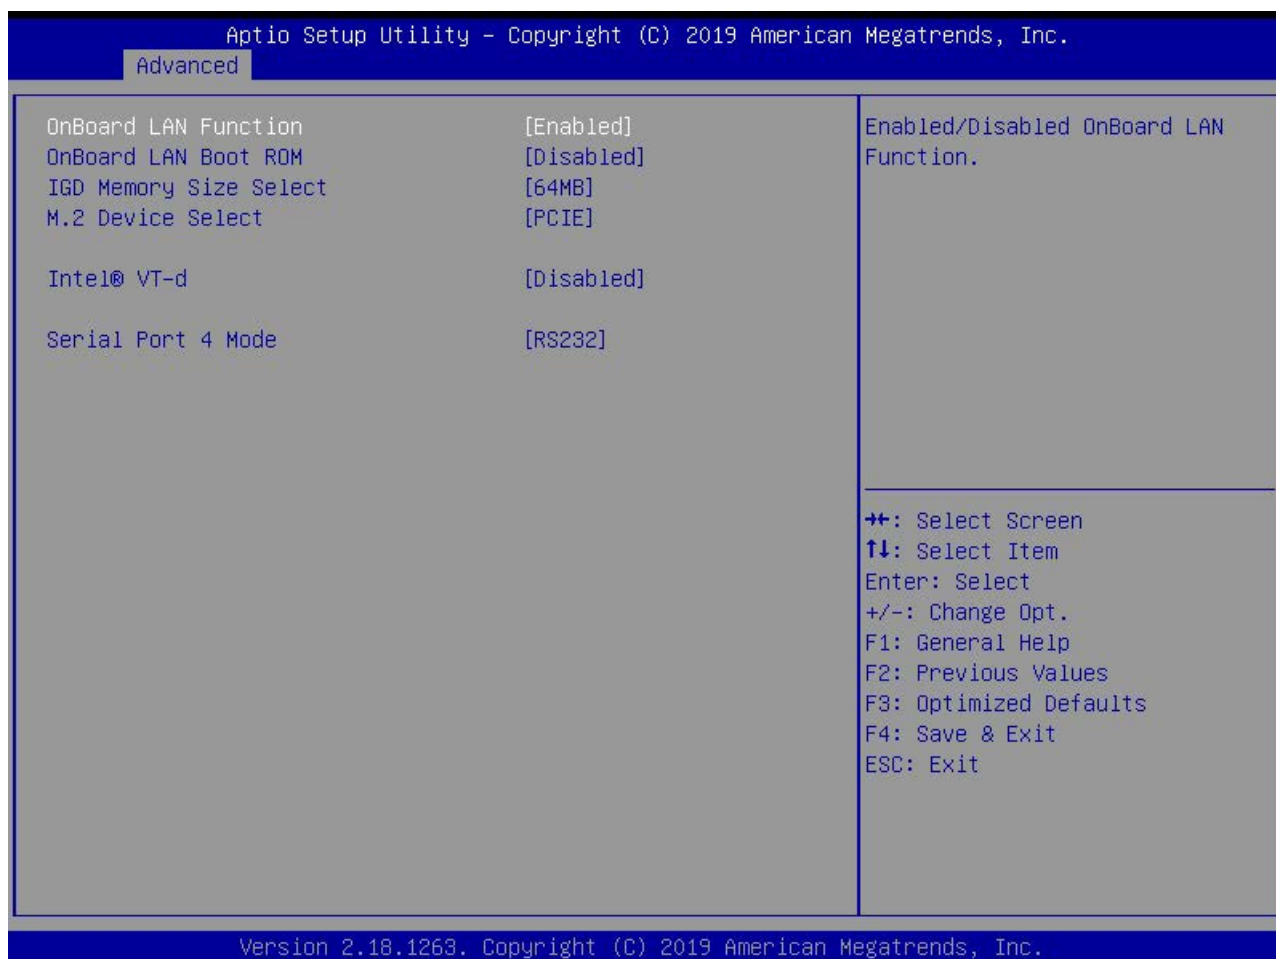 Aptio Setup Utility – Copyright (C) 2019 American Megatrends, Inc.
Advanced
OnBoard LAN Function [Enabled]
OnBoard LAN Boot ROM [Disabled]
IGD Memory Size Select [64MB]
M.2 Device Select [PCIE]
Intel® VT-d [Disabled]
Serial Port 4 Mode [RS232]
Enabled/Disabled OnBoard LAN
Function.
→←: Select Screen
↑↓: Select Item
Enter: Select
+/-: Change Opt.
F1: General Help
F2: Previous Values
F3: Optimized Defaults
F4: Save & Exit
ESC: Exit
Version 2.18.1263. Copyright (C) 2019 American Megatrends, Inc.